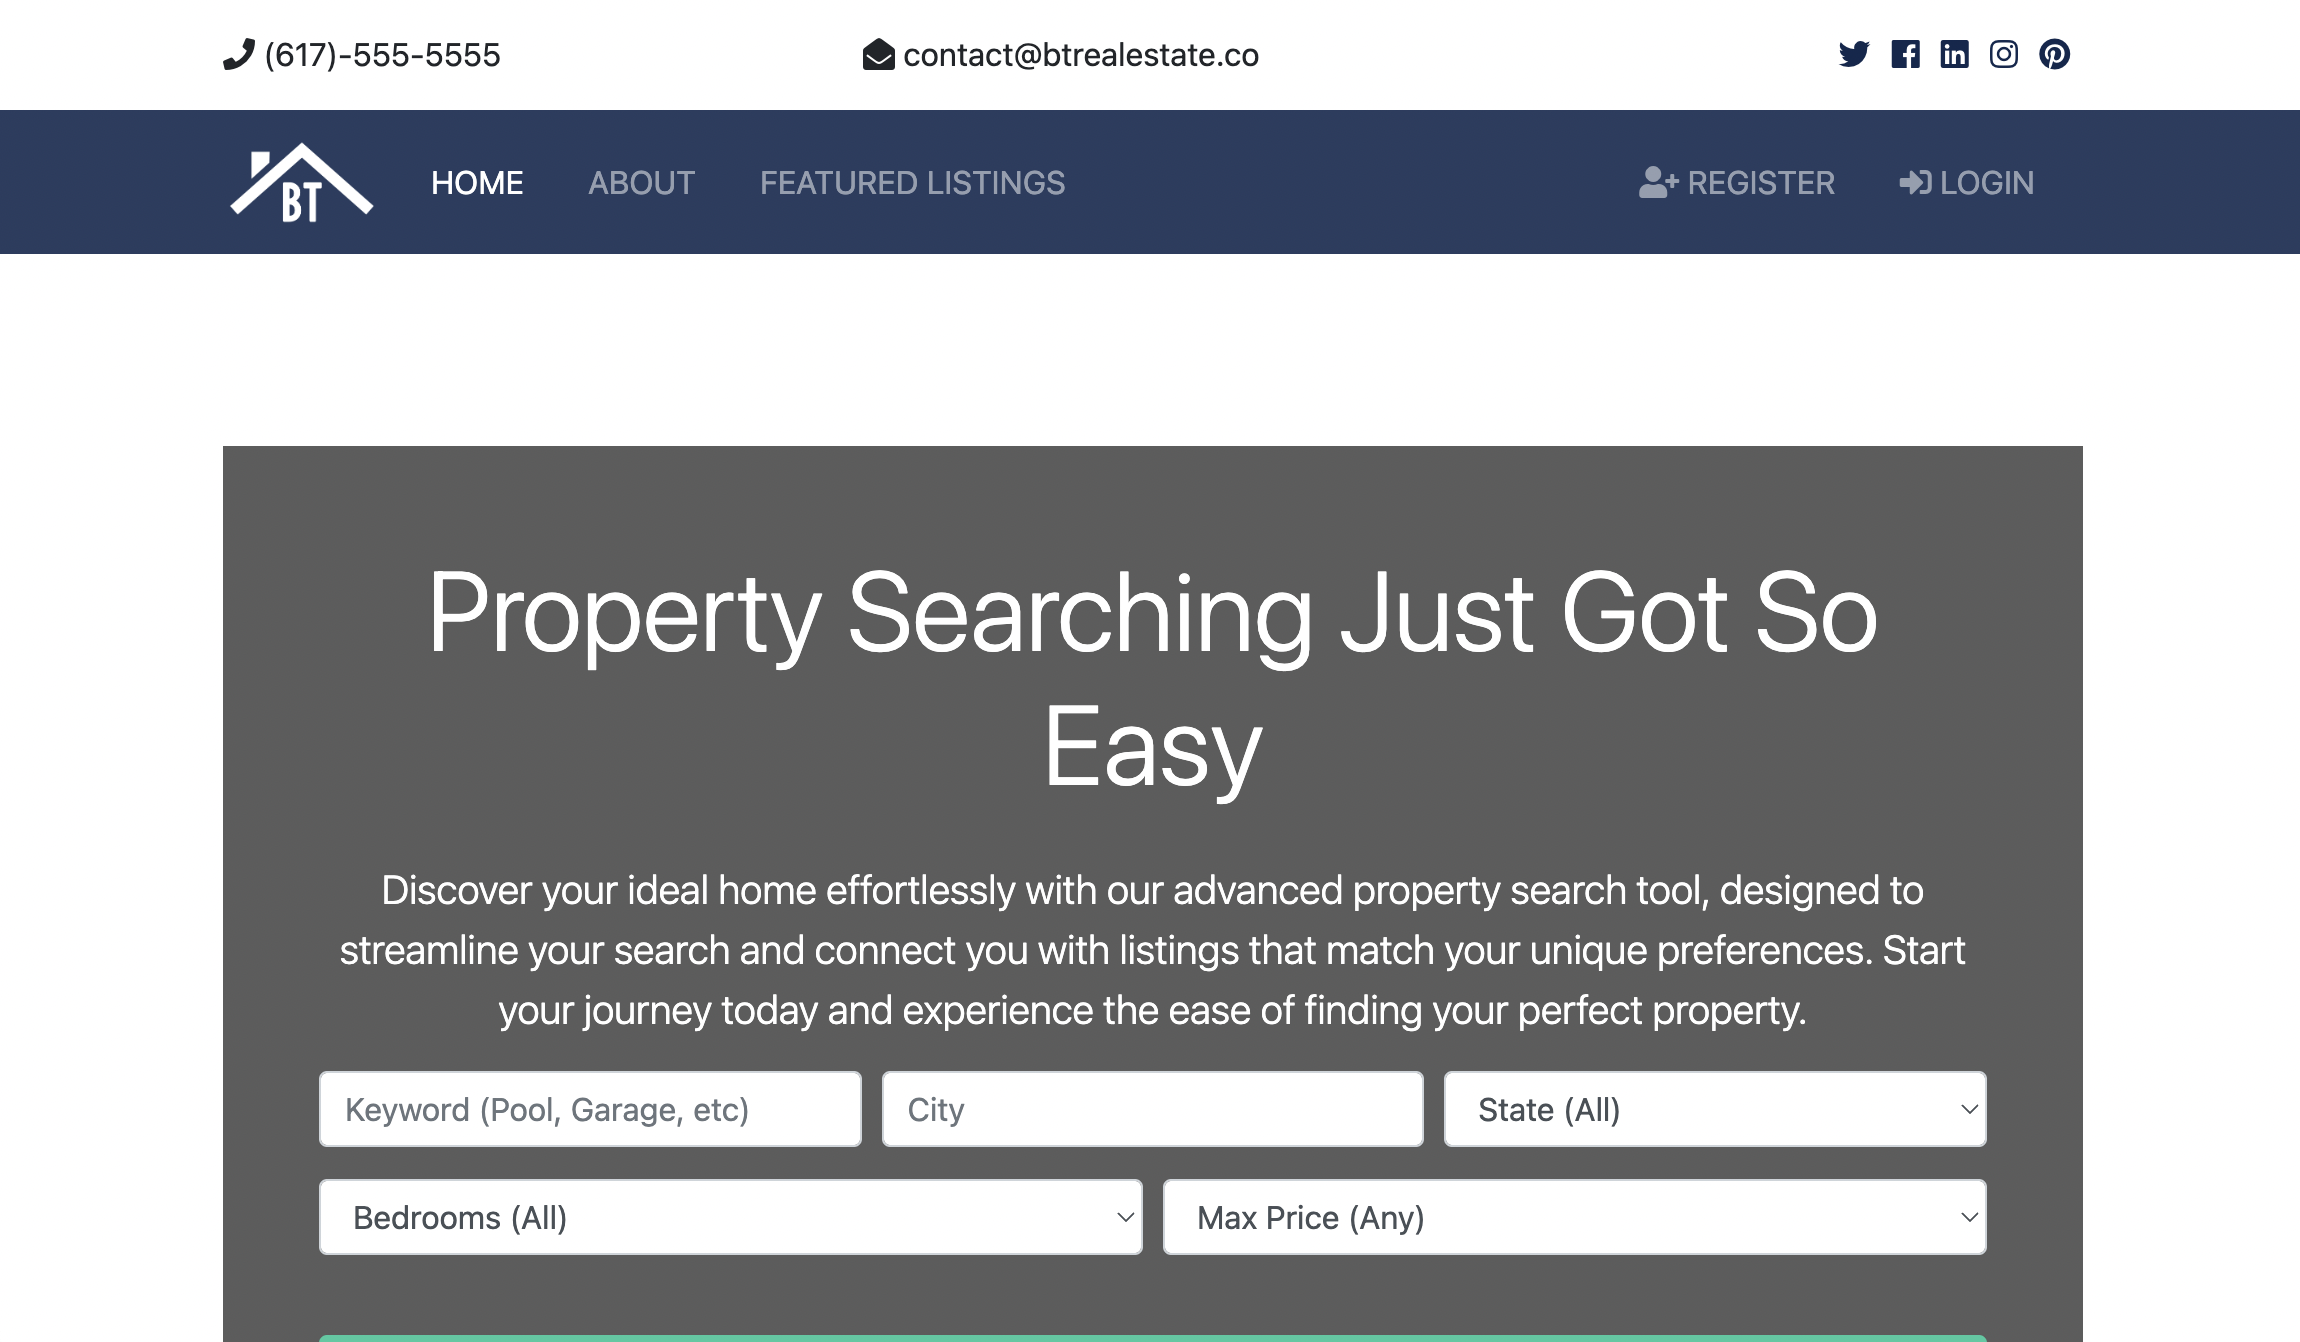 (617)-555-5555
contact@btrealestate.co
BT
HOME
ABOUT
FEATURED LISTINGS
REGISTER
LOGIN
Property Searching Just Got So
Easy
Discover your ideal home effortlessly with our advanced property search tool, designed to
streamline your search and connect you with listings that match your unique preferences. Start
your journey today and experience the ease of finding your perfect property.
Keyword (Pool, Garage, etc)
City
State (All)
Bedrooms (All)
Max Price (Any)